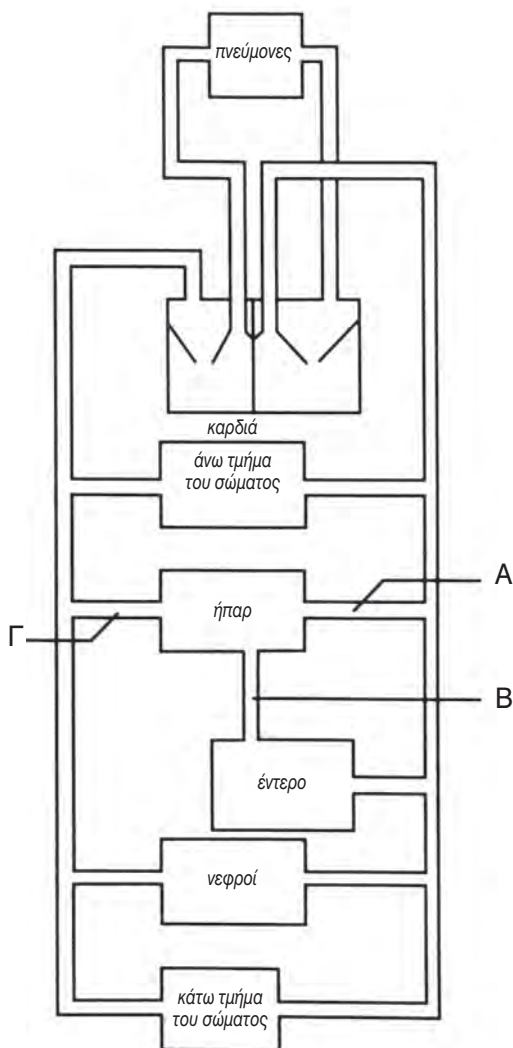 πνεύμονες
καρδιά
άνω τμήμα
του σώματος
Α
ήπαρ
Γ
Β
έντερο
νεφροί
κάτω τμήμα
του σώματος